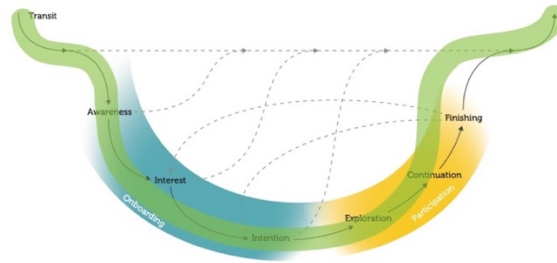 Transit
Awareness
Interest
Onboarding
Intention
Exploration
Continuation
Participation
Finishing